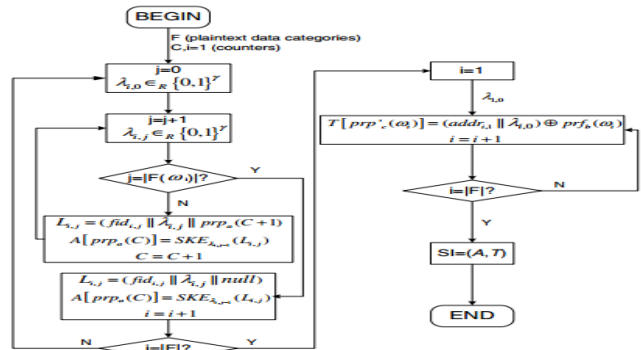 BEGIN
F (plaintext data categories)
C,i=1 (counters)
j=0
λ_{i,0} ∈_R {0,1}^γ
j=j+1
λ_{i,j} ∈_R {0,1}^γ
j=|F(ω_i)|?
Y
N
L_{i,j} = (fid_{i,j} || λ_{i,j} || prp_a(C+1)
A[prp_a(C)] = SKE_{λ_{i,j-1}}(L_{i,j})
C = C+1
L_{i,j} = (fid_{i,j} || λ_{i,j} || null)
A[prp_a(C)] = SKE_{λ_{i,j-1}}(L_{i,j})
i = i+1
N
i=|F|?
Y
i=1
λ_{i,0}
T[prp'_c(ω_i)] = (addr_{i,1} || λ_{i,0}) ⊕ prf_b(ω_i)
i = i+1
i=|F|?
N
Y
SI=(A,T)
END